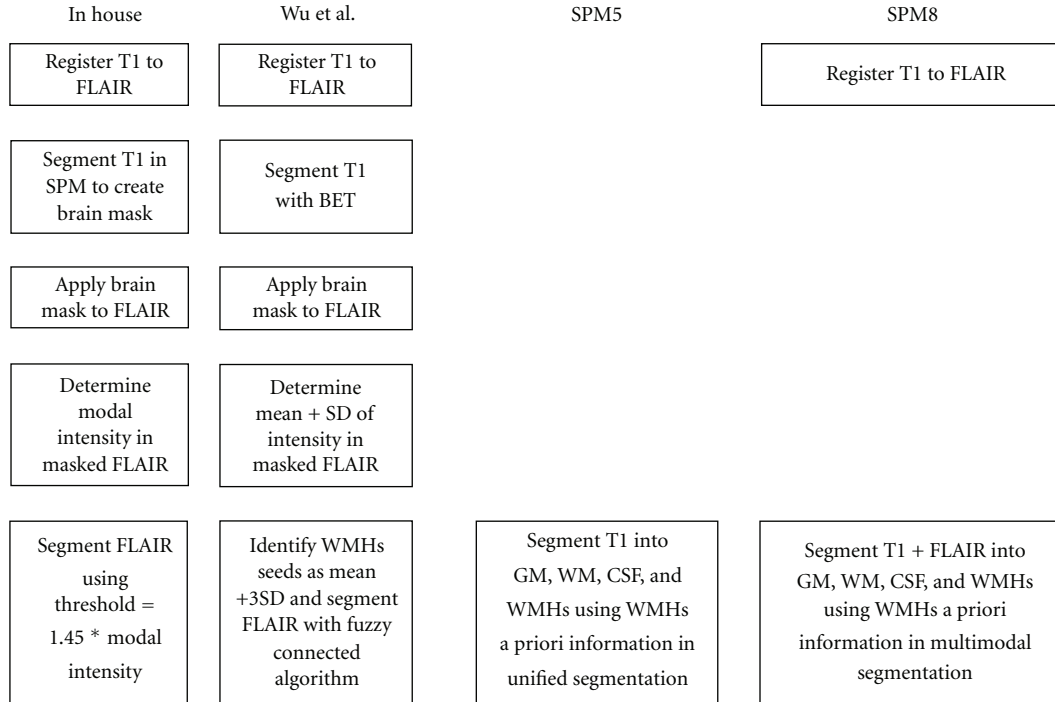 In house
Wu et al.
SPM5
SPM8
Register T1 to
FLAIR
Register T1 to
FLAIR
Register T1 to FLAIR
Segment T1 in
SPM to create
brain mask
Segment T1
with BET
Apply brain
mask to FLAIR
Apply brain
mask to FLAIR
Determine
modal
intensity in
masked FLAIR
Determine
mean + SD of
intensity in
masked FLAIR
Segment FLAIR
using
threshold =
1.45 * modal
intensity
Identify WMHs
seeds as mean
+3SD and segment
FLAIR with fuzzy
connected
algorithm
Segment T1 into
GM, WM, CSF, and
WMHs using WMHs
a priori information in
unified segmentation
Segment T1 + FLAIR into
GM, WM, CSF, and WMHs
using WMHs a priori
information in multimodal
segmentation